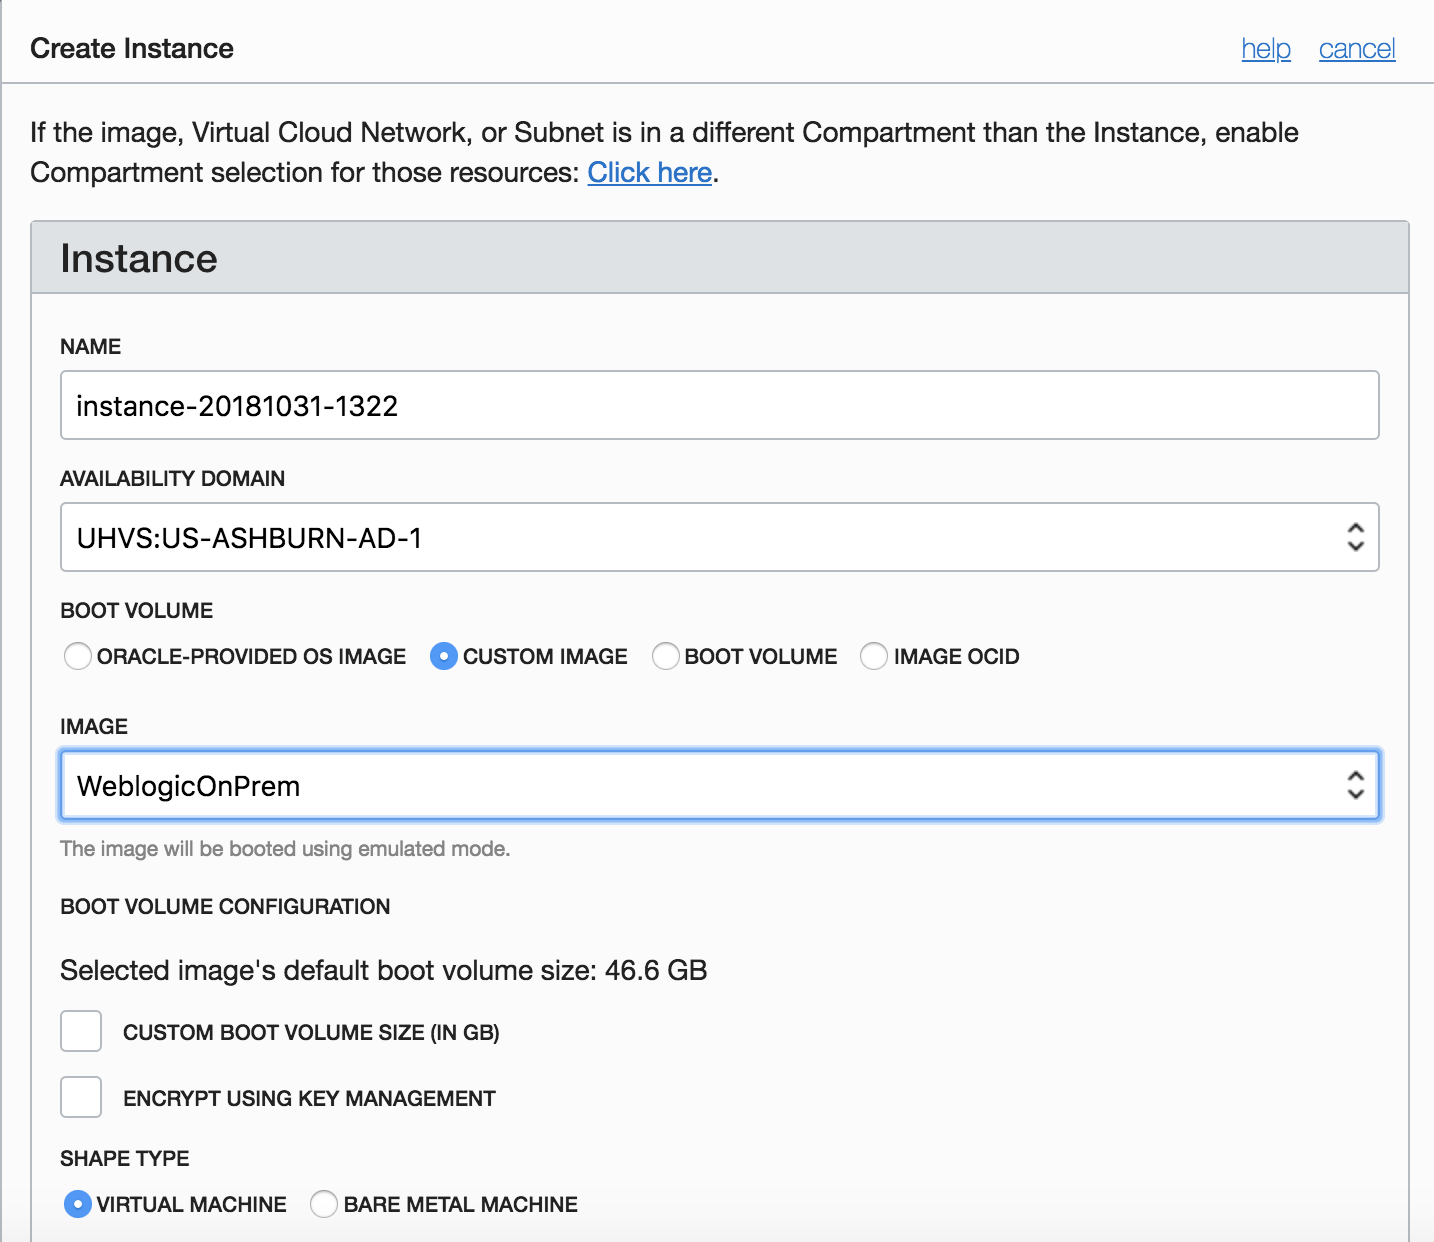 Create Instance
help cancel
If the image, Virtual Cloud Network, or Subnet is in a different Compartment than the Instance, enable
Compartment selection for those resources: Click here.
Instance
NAME
instance-20181031-1322
AVAILABILITY DOMAIN
UHVS:US-ASHBURN-AD-1
BOOT VOLUME
ORACLE-PROVIDED OS IMAGE CUSTOM IMAGE BOOT VOLUME IMAGE OCID
IMAGE
WeblogicOnPrem
The image will be booted using emulated mode.
BOOT VOLUME CONFIGURATION
Selected image's default boot volume size: 46.6 GB
CUSTOM BOOT VOLUME SIZE (IN GB)
ENCRYPT USING KEY MANAGEMENT
SHAPE TYPE
VIRTUAL MACHINE BARE METAL MACHINE